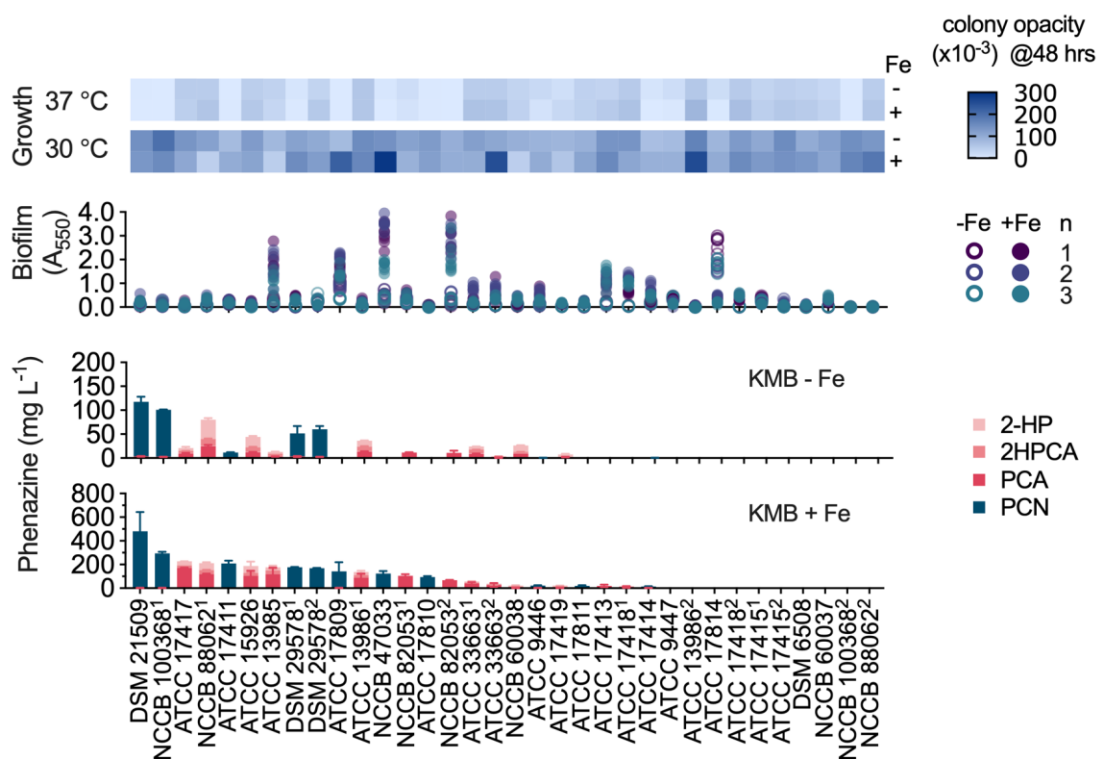 colony opacity
(x10⁻³) @48 hrs
Fe
Growth
37 °C
-
+
30 °C
-
+
300
200
100
0
Biofilm
(A₅₅₀)
4.0
3.0
2.0
1.0
0.0
-Fe +Fe n
1
2
3
Phenazine (mg L⁻¹)
200
150
100
50
0
KMB - Fe
800
600
400
200
0
KMB + Fe
2-HP
2HPCA
PCA
PCN
DSM 21509
NCCB 100368¹
ATCC 17417
NCCB 88062¹
ATCC 17411
ATCC 15926
ATCC 13985
DSM 29578¹
DSM 29578²
ATCC 17809
ATCC 13986¹
NCCB 47033
NCCB 82053¹
ATCC 17810
NCCB 82053²
ATCC 33663¹
ATCC 33663²
NCCB 60038
ATCC 9446
ATCC 17419
ATCC 17811
ATCC 17413
ATCC 17418¹
ATCC 17414
ATCC 9447
ATCC 13986²
ATCC 17814
ATCC 17418²
ATCC 17415¹
ATCC 17415²
DSM 6508
NCCB 60037
NCCB 100368²
NCCB 88062²